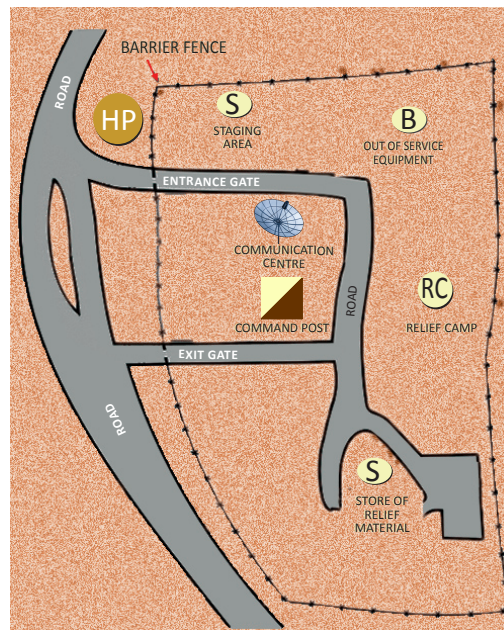 BARRIER FENCE
ROAD
HP
S
STAGING
AREA
B
OUT OF SERVICE
EQUIPMENT
ENTRANCE GATE
COMMUNICATION
CENTRE
RC
RELIEF CAMP
ROAD
COMMAND POST
EXIT GATE
ROAD
S
STORE OF
RELIEF
MATERIAL